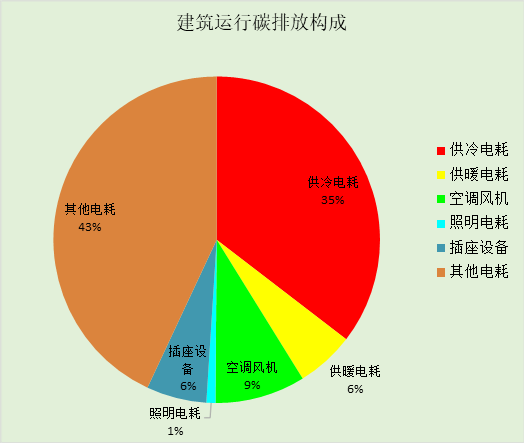 建筑运行碳排放构成
供冷电耗
35%
供暖电耗
6%
空调风机
9%
照明电耗
1%
插座设
备
6%
其他电耗
43%
供冷电耗
供暖电耗
空调风机
照明电耗
插座设备
其他电耗